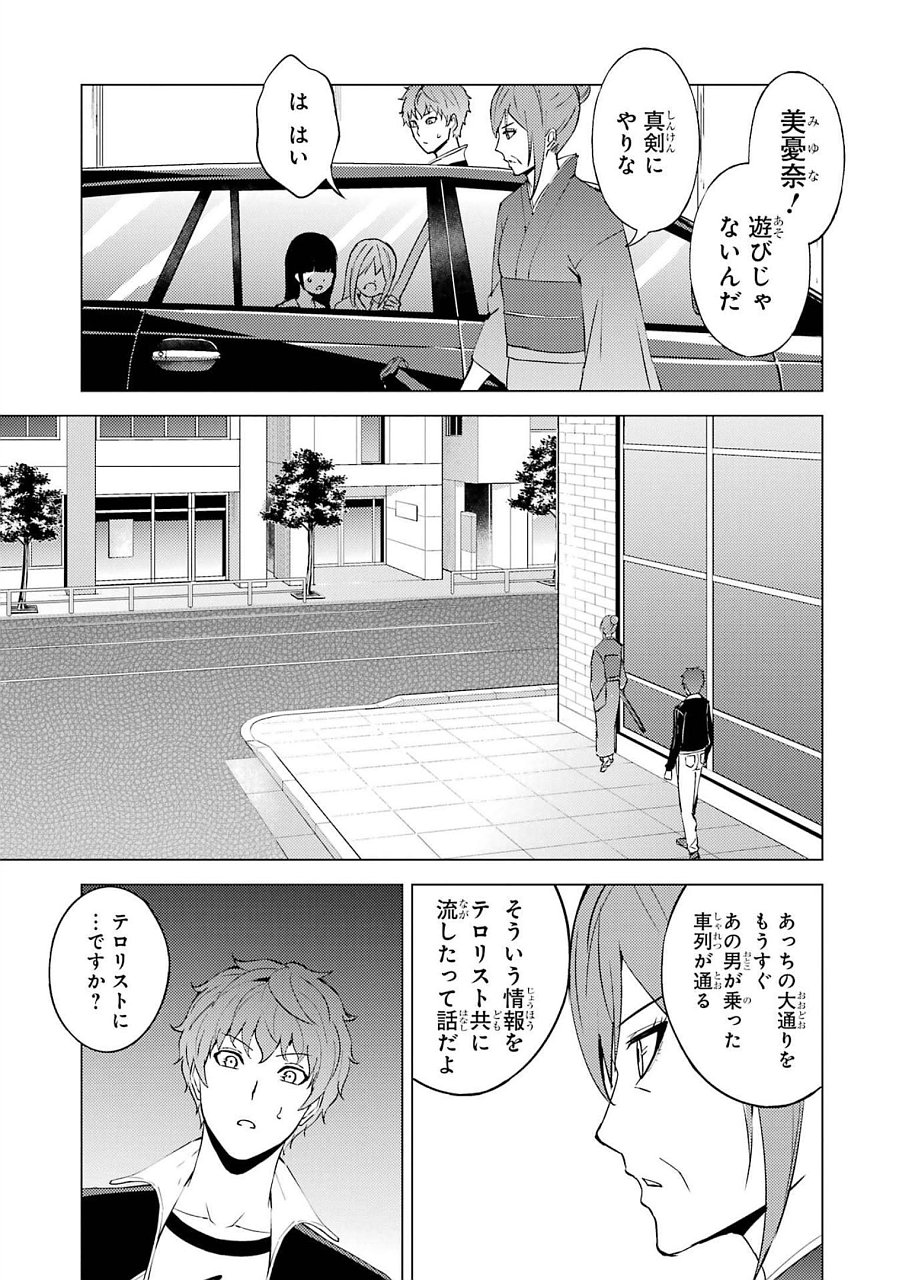 美憂奈！
遊びじゃ
ないんだ
真剣に
やりな
は はい
あっちの大通りを
もうすぐ
あの男が乗った
車列が通る
そういう情報を
テロリスト共に
流したって話だよ
テロリストに
…ですか？